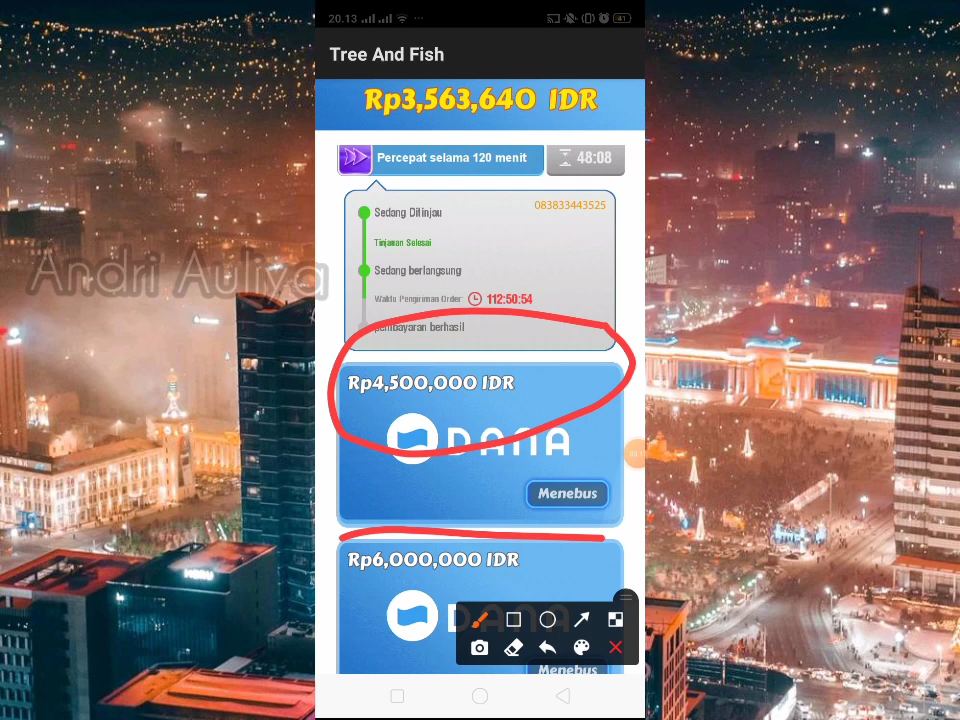 20.13
41
Tree And Fish
Rp3,563,640 IDR
Percepat selama 120 menit
48:08
Sedang Ditinjau
083833443525
Tinjauan Selesai
Sedang berlangsung
Waktu Pengiriman Order 112:50:54
pembayaran berhasil
Andri Auliya
Rp4,500,000 IDR
DANA
Menebus
Rp6,000,000 IDR
DANA
Menebus